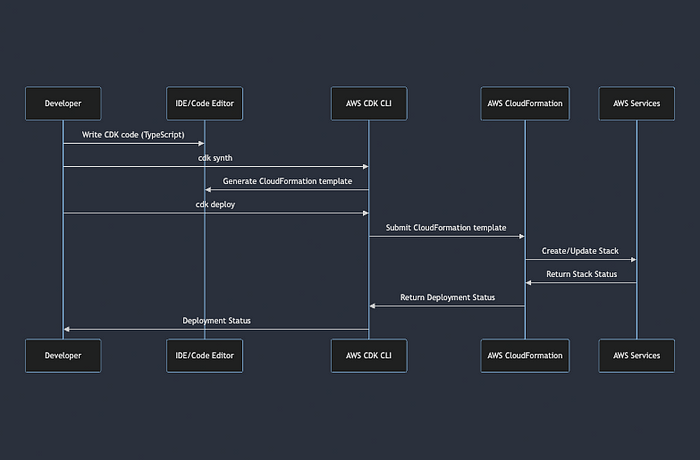 Developer
IDE/Code Editor
AWS CDK CLI
AWS CloudFormation
AWS Services
Write CDK code (TypeScript)
cdk synth
Generate CloudFormation template
cdk deploy
Submit CloudFormation template
Create/Update Stack
Return Stack Status
Return Deployment Status
Deployment Status
Developer
IDE/Code Editor
AWS CDK CLI
AWS CloudFormation
AWS Services